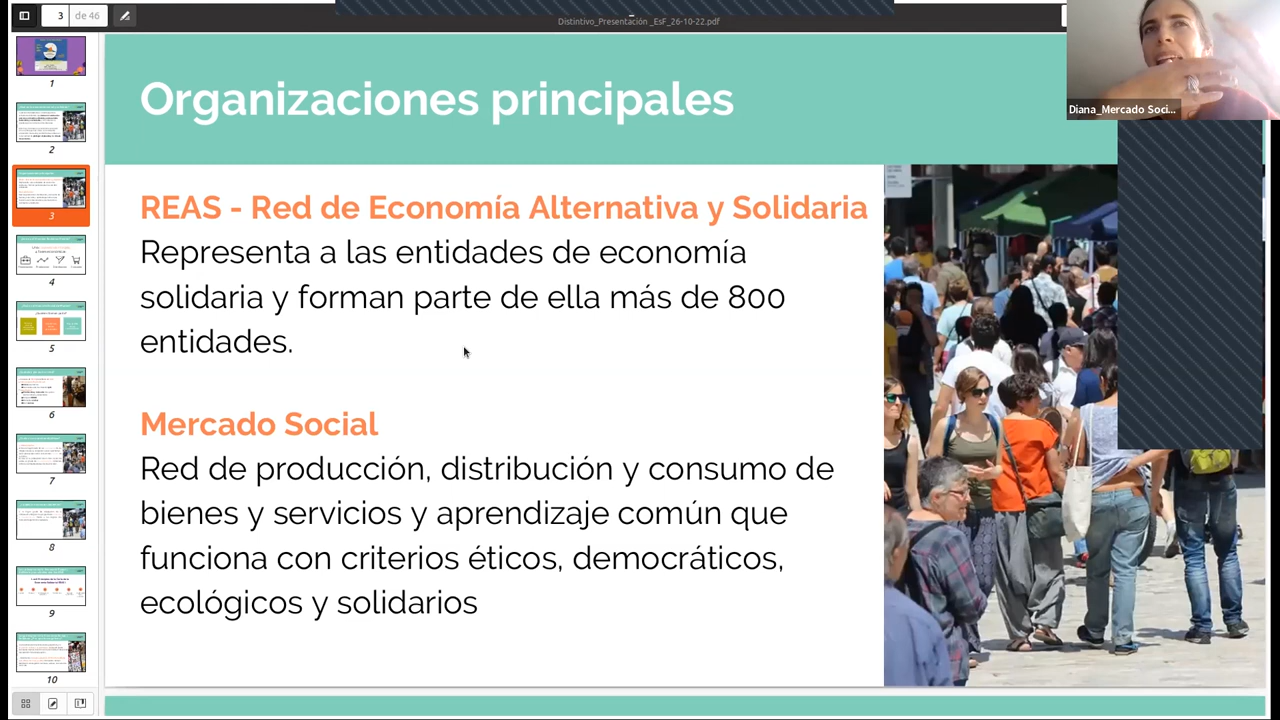 3 de 46
Distintivo_Presentación _EsF_26-10-22.pdf
Diana_Mercado Soci...
Organizaciones principales
REAS - Red de Economía Alternativa y Solidaria
Representa a las entidades de economía
solidaria y forman parte de ella más de 800
entidades.
Mercado Social
Red de producción, distribución y consumo de
bienes y servicios y aprendizaje común que
funciona con criterios éticos, democráticos,
ecológicos y solidarios
1
2
3
4
5
6
7
8
9
10